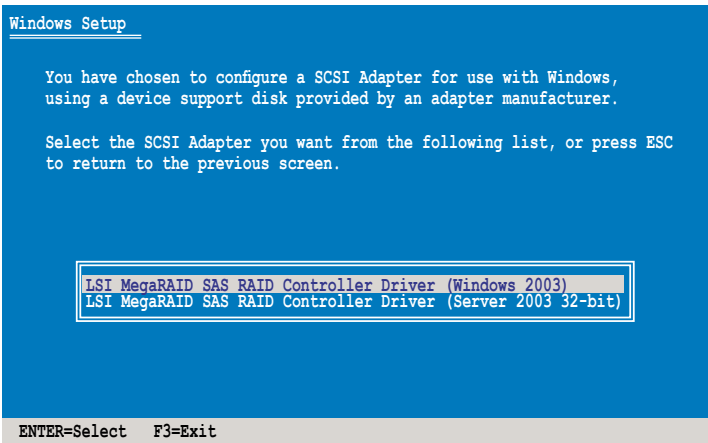 Windows Setup
You have chosen to configure a SCSI Adapter for use with Windows,
using a device support disk provided by an adapter manufacturer.
Select the SCSI Adapter you want from the following list, or press ESC
to return to the previous screen.
LSI MegaRAID SAS RAID Controller Driver (Windows 2003)
LSI MegaRAID SAS RAID Controller Driver (Server 2003 32-bit)
ENTER=Select F3=Exit